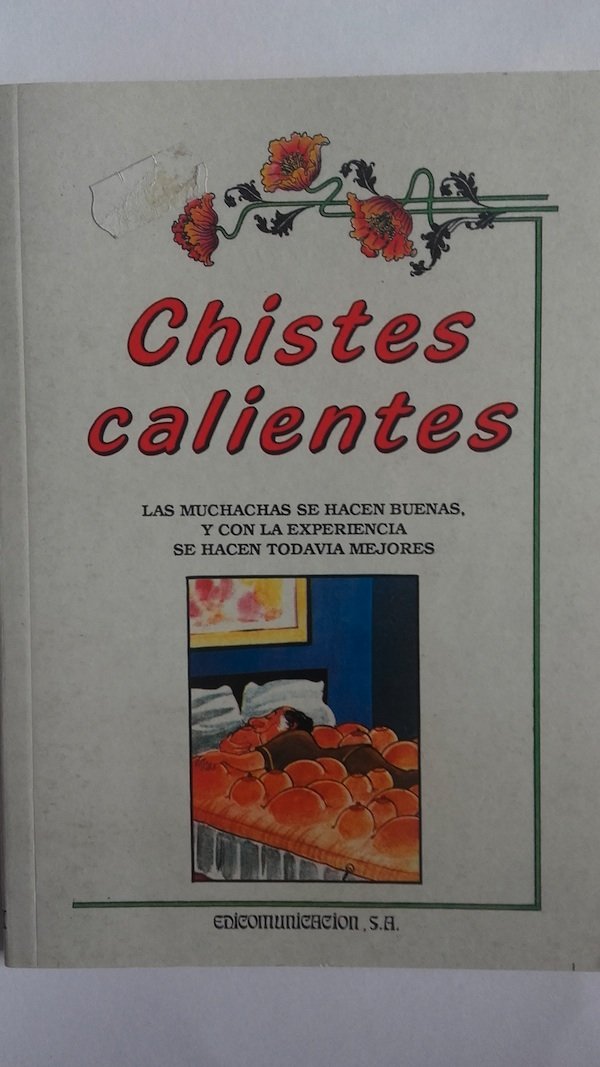 Chistes
calientes
LAS MUCHACHAS SE HACEN BUENAS,
Y CON LA EXPERIENCIA
SE HACEN TODAVIA MEJORES
EDICOMUNICACION, S.A.